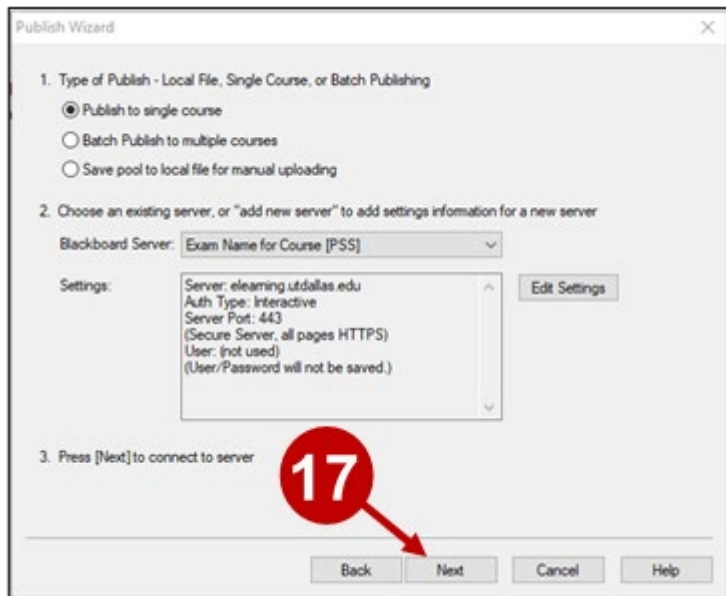 Publish Wizard
1. Type of Publish - Local File, Single Course, or Batch Publishing
Publish to single course
Batch Publish to multiple courses
Save pool to local file for manual uploading
2. Choose an existing server, or "add new server" to add settings information for a new server
Blackboard Server: Exam Name for Course [PSS]
Settings:
Server: elearning.utdallas.edu
Edit Settings
Auth Type: Interactive
Server Port: 443
(Secure Server, all pages HTTPS)
User: (not used)
(User/Password will not be saved.)
3. Press [Next] to connect to server
17
Back Next Cancel Help